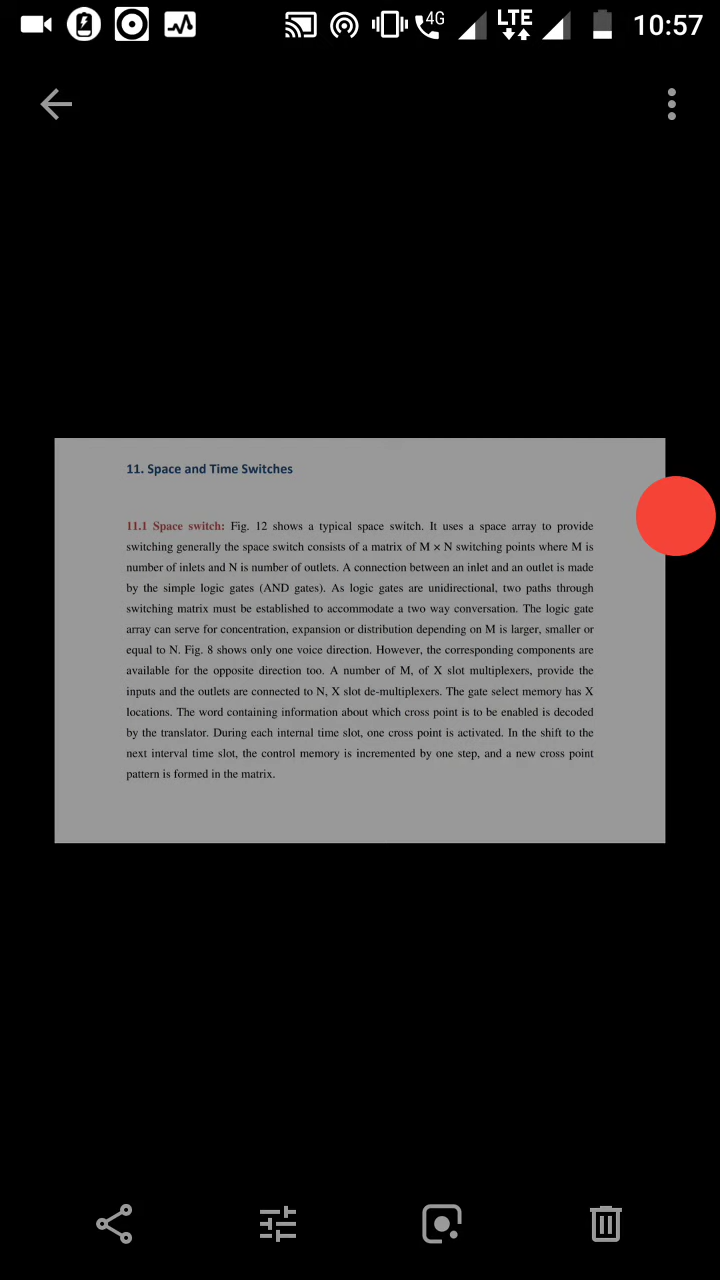 4G LTE 10:57
11. Space and Time Switches
11.1 Space switch: Fig. 12 shows a typical space switch. It uses a space array to provide
switching generally the space switch consists of a matrix of M × N switching points where M is
number of inlets and N is number of outlets. A connection between an inlet and an outlet is made
by the simple logic gates (AND gates). As logic gates are unidirectional, two paths through
switching matrix must be established to accommodate a two way conversation. The logic gate
array can serve for concentration, expansion or distribution depending on M is larger, smaller or
equal to N. Fig. 8 shows only one voice direction. However, the corresponding components are
available for the opposite direction too. A number of M, of X slot multiplexers, provide the
inputs and the outlets are connected to N, X slot de-multiplexers. The gate select memory has X
locations. The word containing information about which cross point is to be enabled is decoded
by the translator. During each internal time slot, one cross point is activated. In the shift to the
next interval time slot, the control memory is incremented by one step, and a new cross point
pattern is formed in the matrix.